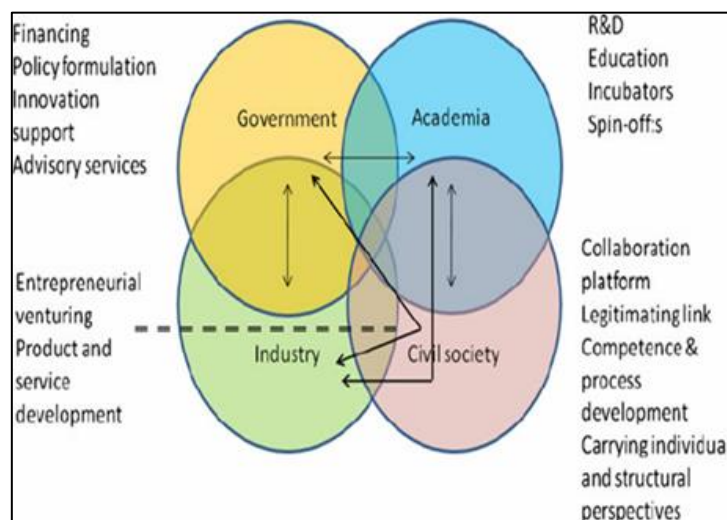 Financing
Policy formulation
Innovation
support
Advisory services
R&D
Education
Incubators
Spin-off:s
Government
Academia
Entrepreneurial
venturing
Product and
service
development
Industry
Civil society
Collaboration
platform
Legitimating link
Competence &
process
development
Carrying individua
and structural
perspectives